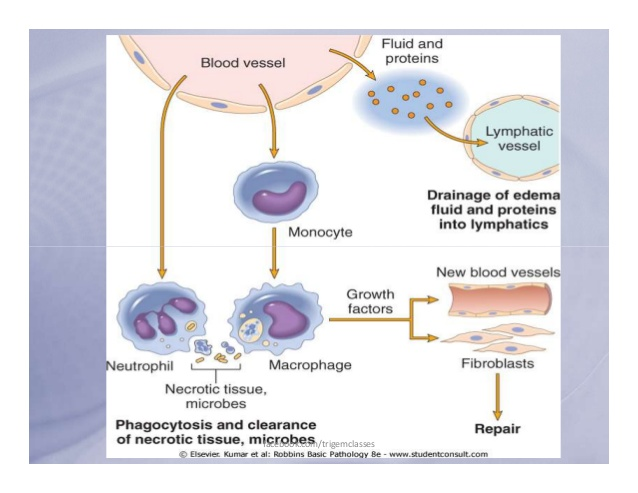 Fluid and
proteins
Blood vessel
Lymphatic
vessel
Drainage of edema
fluid and proteins
into lymphatics
Monocyte
New blood vessels
Growth
factors
Neutrophil
Macrophage
Fibroblasts
Necrotic tissue,
microbes
Phagocytosis and clearance
of necrotic tissue, microbes
Repair
facebook.com/trigemclasses
© Elsevier. Kumar et al: Robbins Basic Pathology 8e - www.studentconsult.com